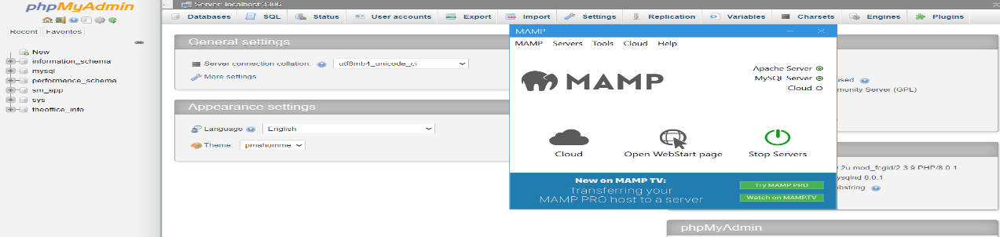 phpMyAdmin
Recent Favorites
New
information_schema
mysql
performance_schema
sm_app
sys
theoffice_info
Server: localhost:3306
Databases SQL Status User accounts Export Import Settings Replication Variables Charsets Engines Plugins
General settings
Server connection collation: utf8mb4_unicode_ci
More settings
Appearance settings
Language English
Theme: pmahomme
MAMP
MAMP Servers Tools Cloud Help
MAMP
Apache Server
MySQL Server
Cloud
Cloud
Open WebStart page
Stop Servers
New on MAMP TV:
Transferring your
MAMP PRO host to a server
Try MAMP PRO
Watch on MAMP.TV
used
munity Server (GPL)
2u mod_fcgid/2.3.9 PHP/8.0.1
ysqlnd 8.0.1
bstring
phpMyAdmin